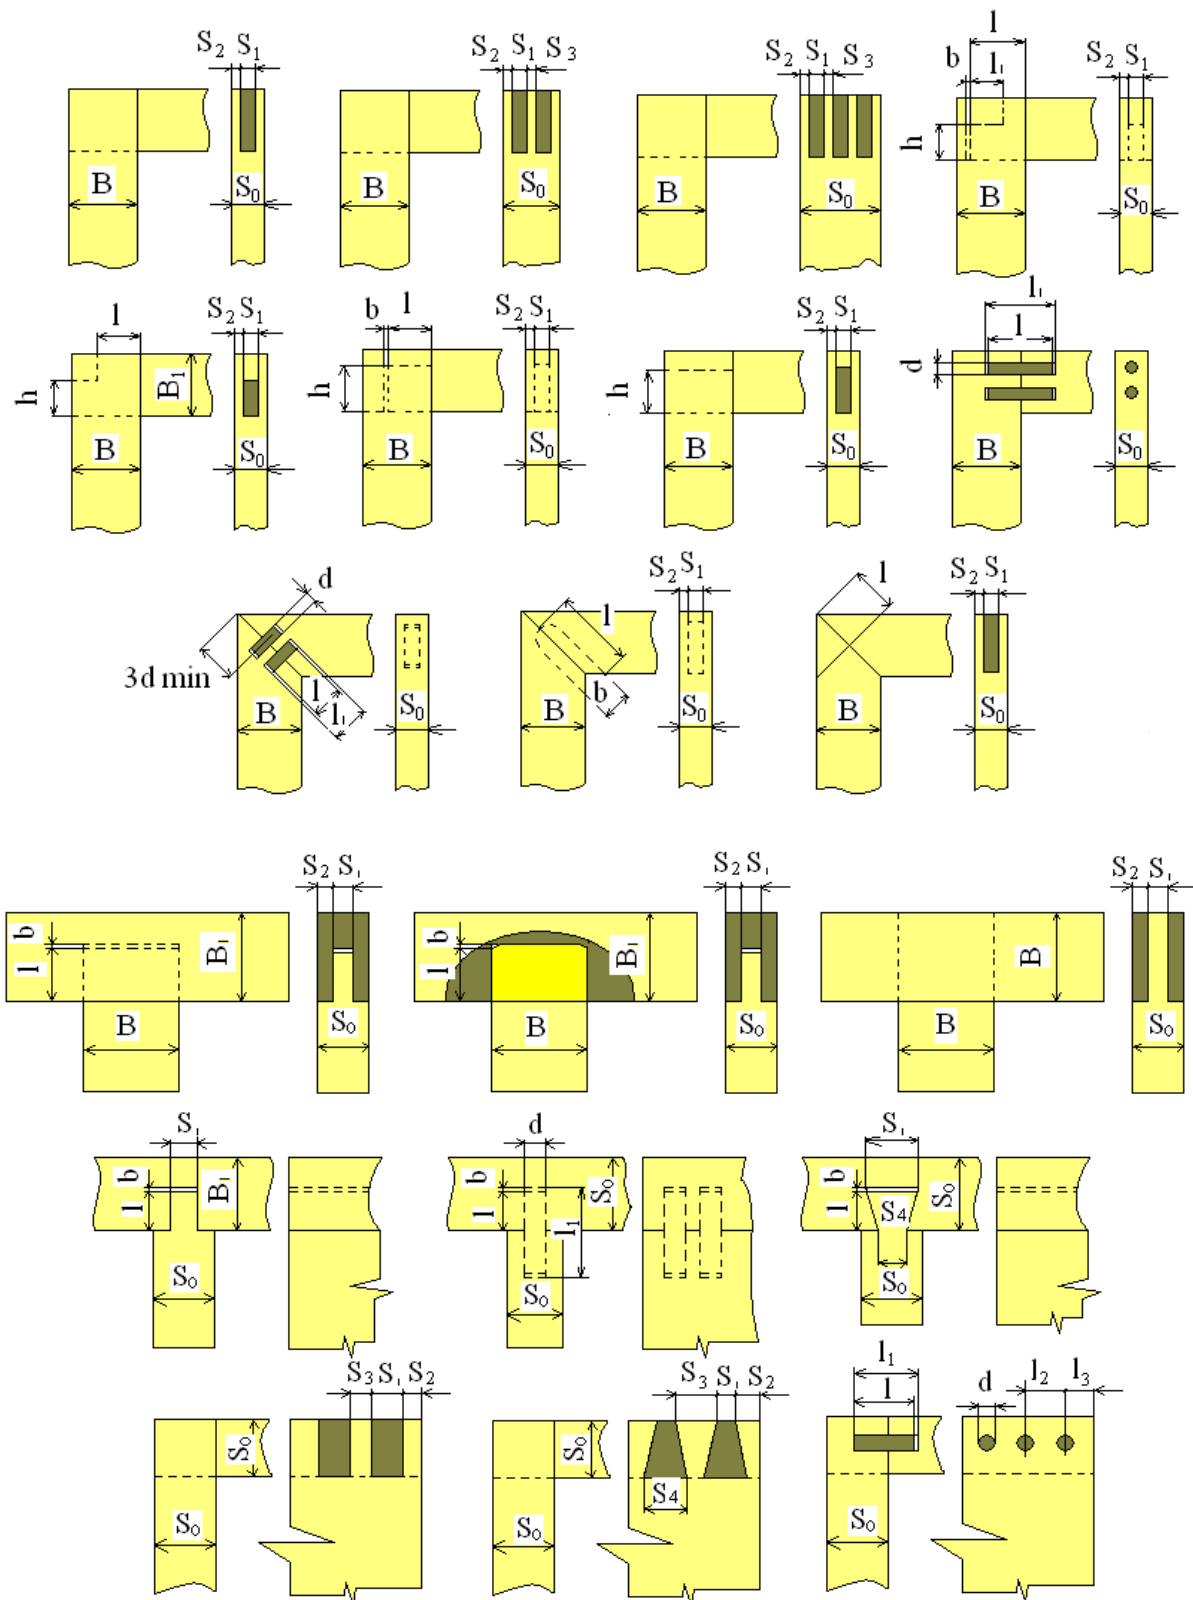 S₂ S₁
B
S₀
S₂ S₁ S₃
B
S₀
S₂ S₁ S₃
B
S₀
l
b l₁
h
B
S₂ S₁
S₀
l
h
B₁
B
S₂ S₁
S₀
b l
h
B
S₂ S₁
S₀
h
B
S₂ S₁
S₀
l₁
l
d
B
S₀
d
3d min
l
l₁
B
S₀
l
b
B
S₂ S₁
S₀
l
B
S₂ S₁
S₀
b
l
B₁
B
S₂ S₁
S₀
b
l
B₁
B
S₂ S₁
S₀
B
B
S₂ S₁
S₀
S₁
b
l
B₁
S₀
d
b
l
l₁
S₀
S₀
S₁
b
l
S₄
S₀
S₀
S₀
S₀
S₃ S₁ S₂
S₀
S₀
S₃ S₁ S₂
S₄
l₁
l
S₀
d l₂ l₃